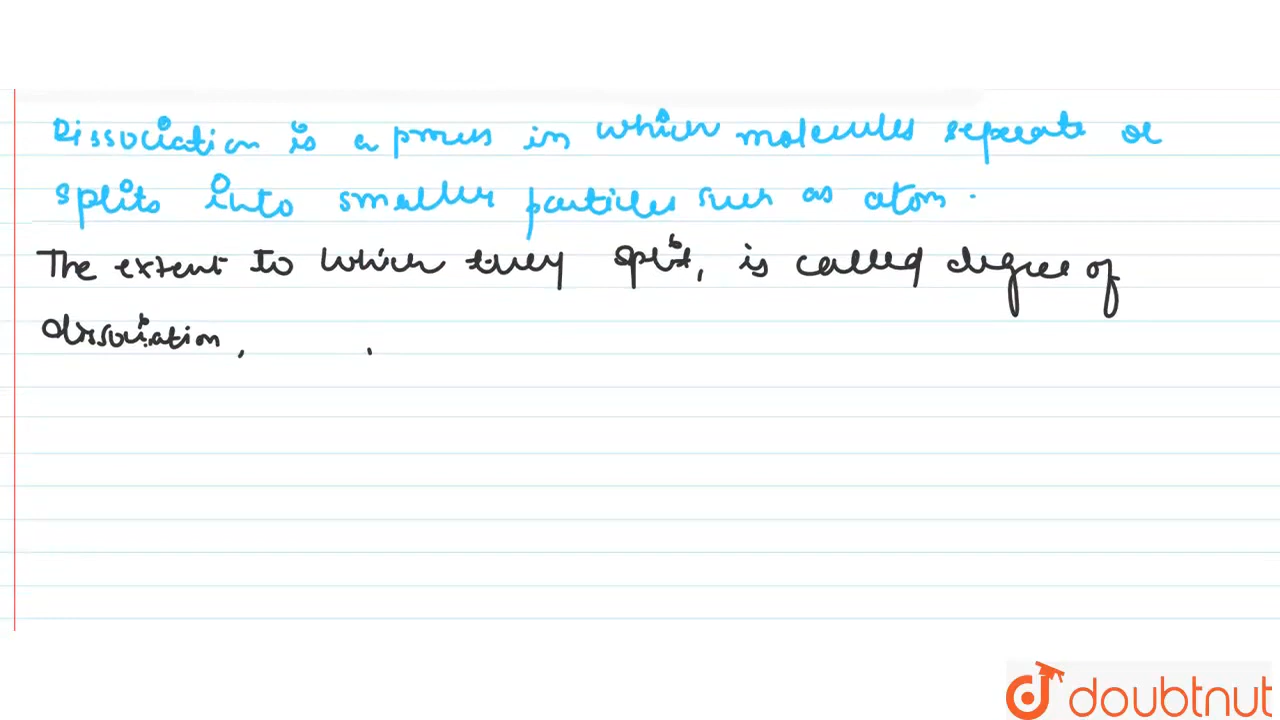 Dissociation is a process in which molecules seperate or
splits into smaller particles such as atom.
The extent to which they split, is called degree of
dissociation,
doubtnut